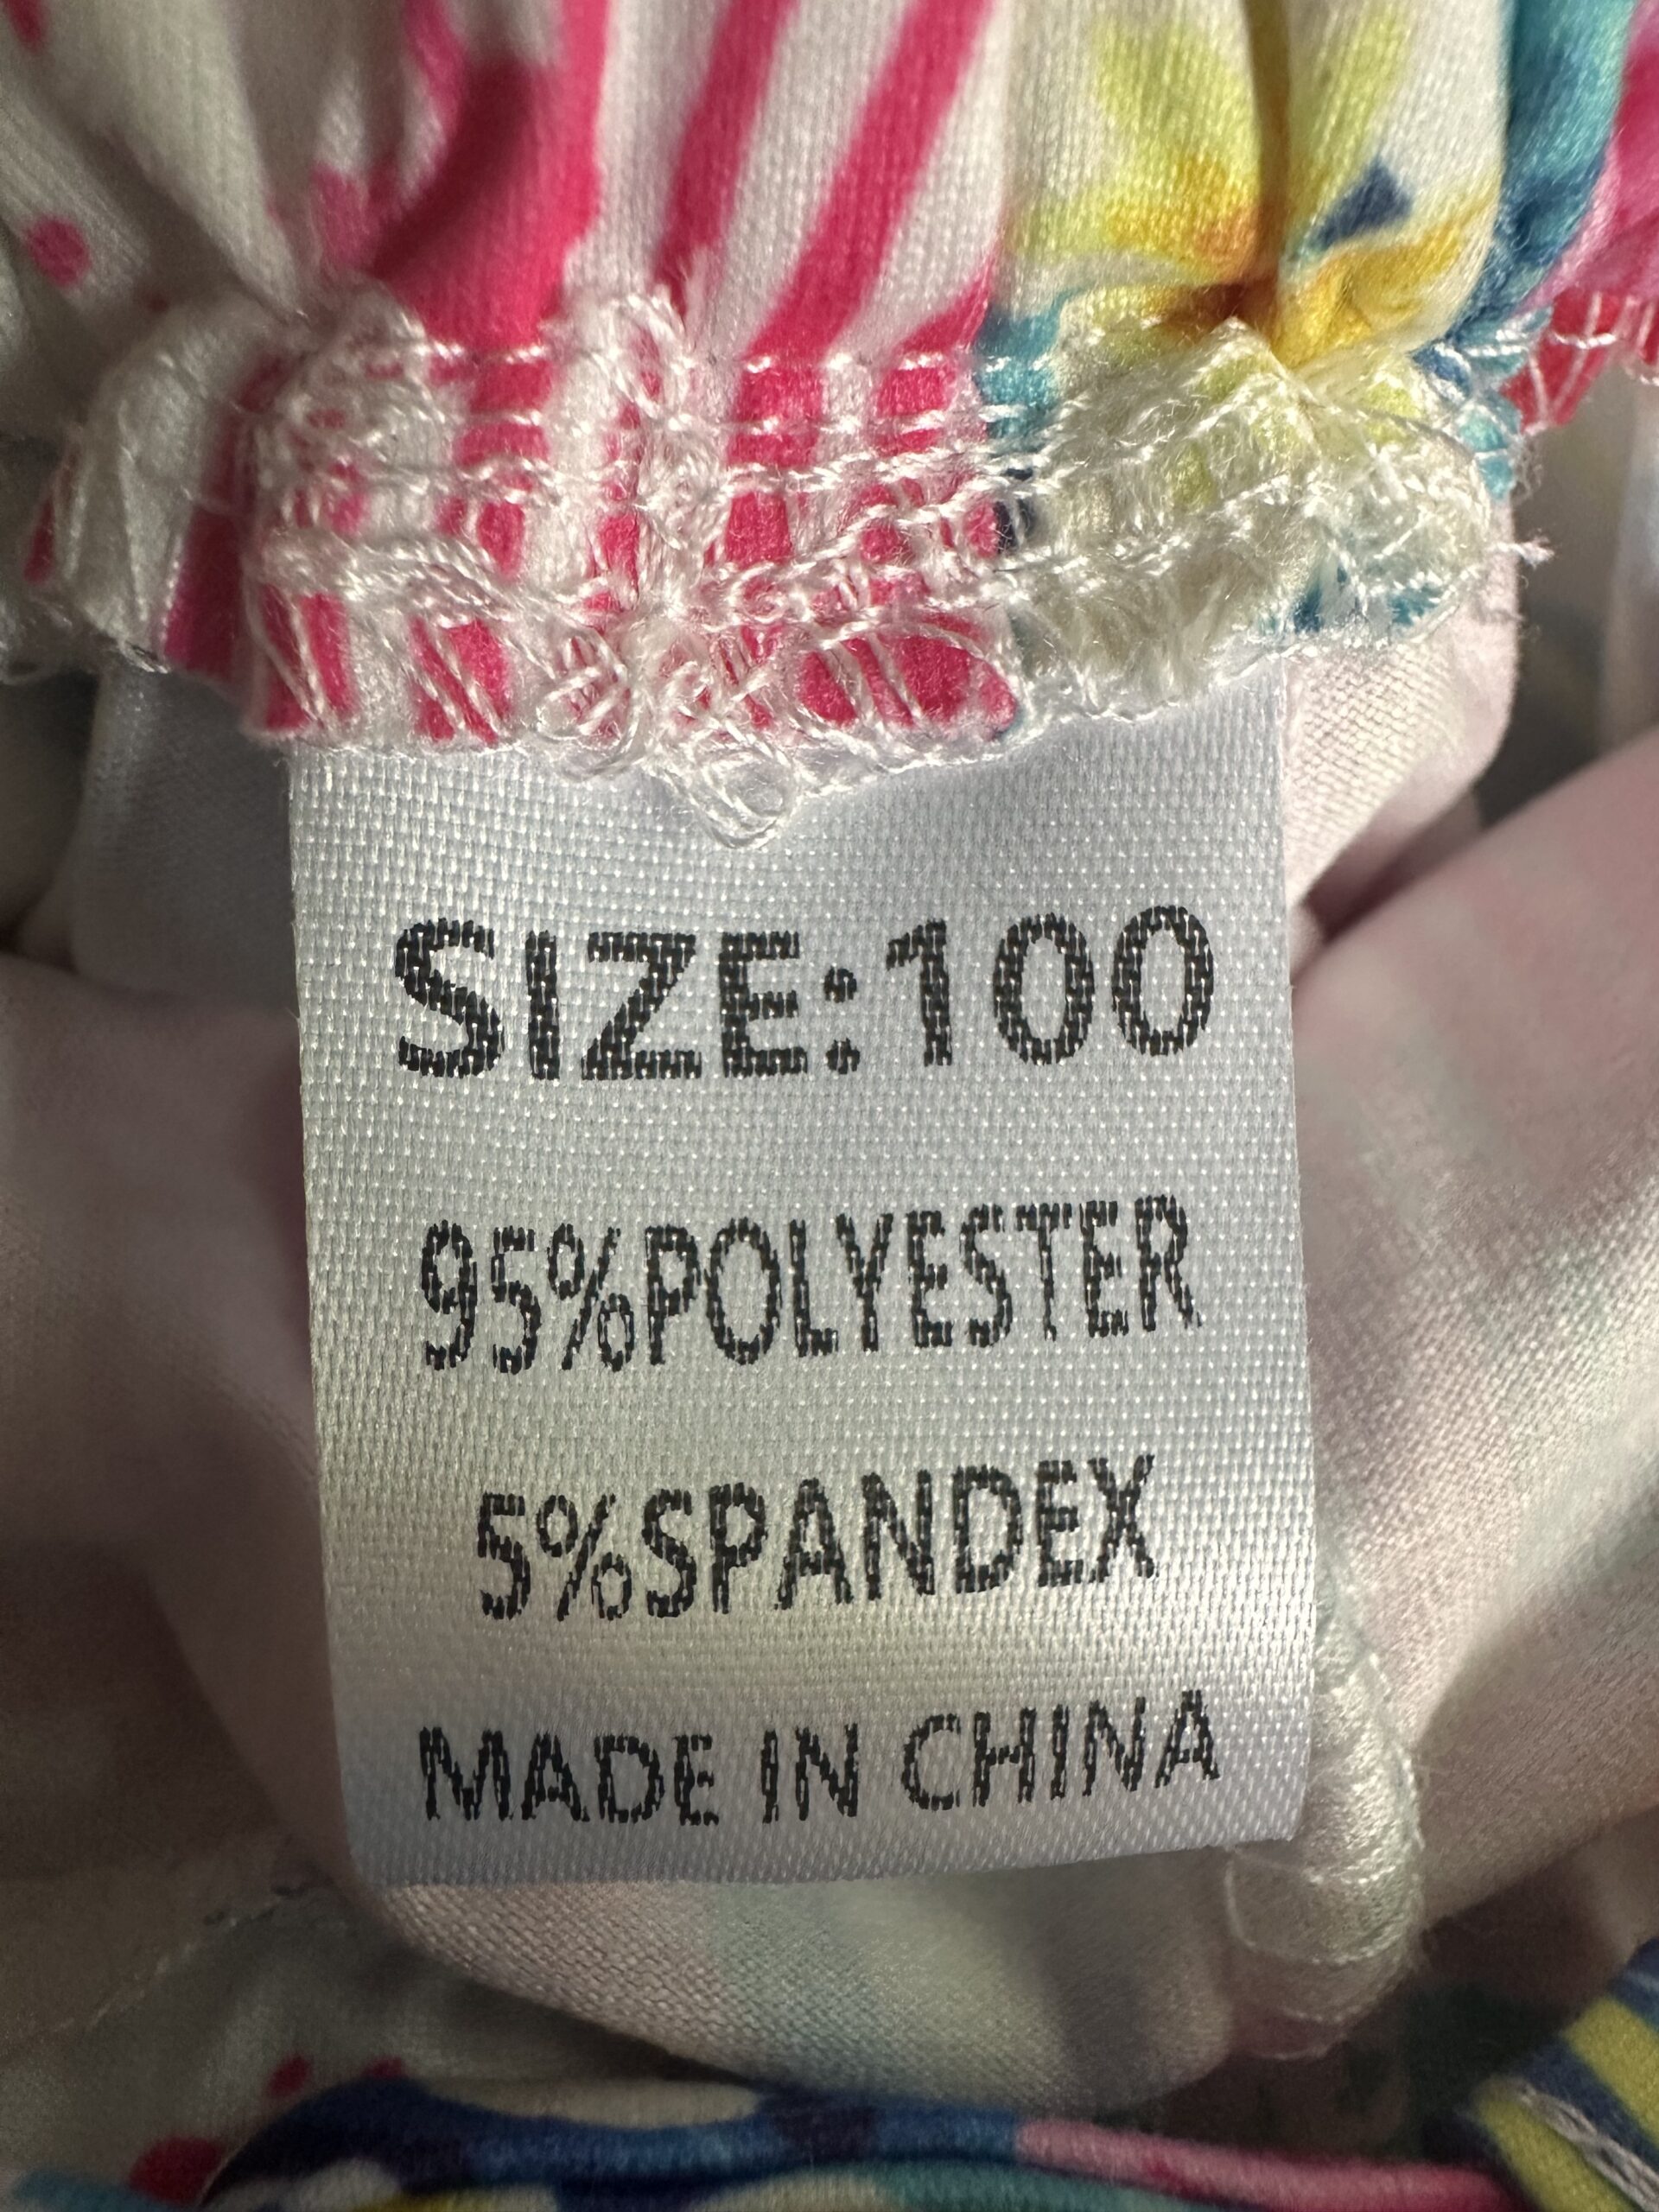 SIZE:100
95%POLYESTER
5%SPANDEX
MADE IN CHINA